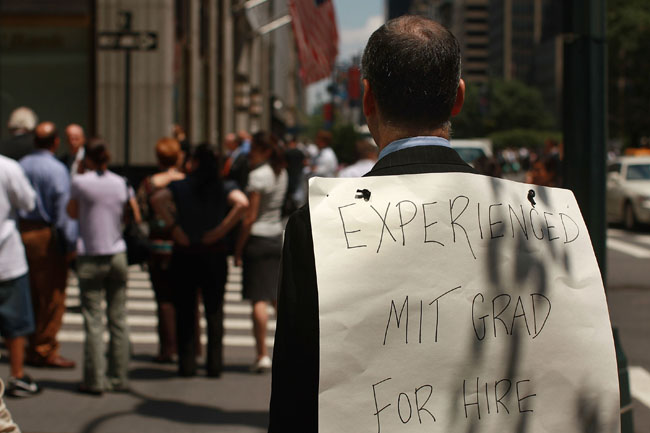 EXPERIENCED
MIT GRAD
FOR HIRE